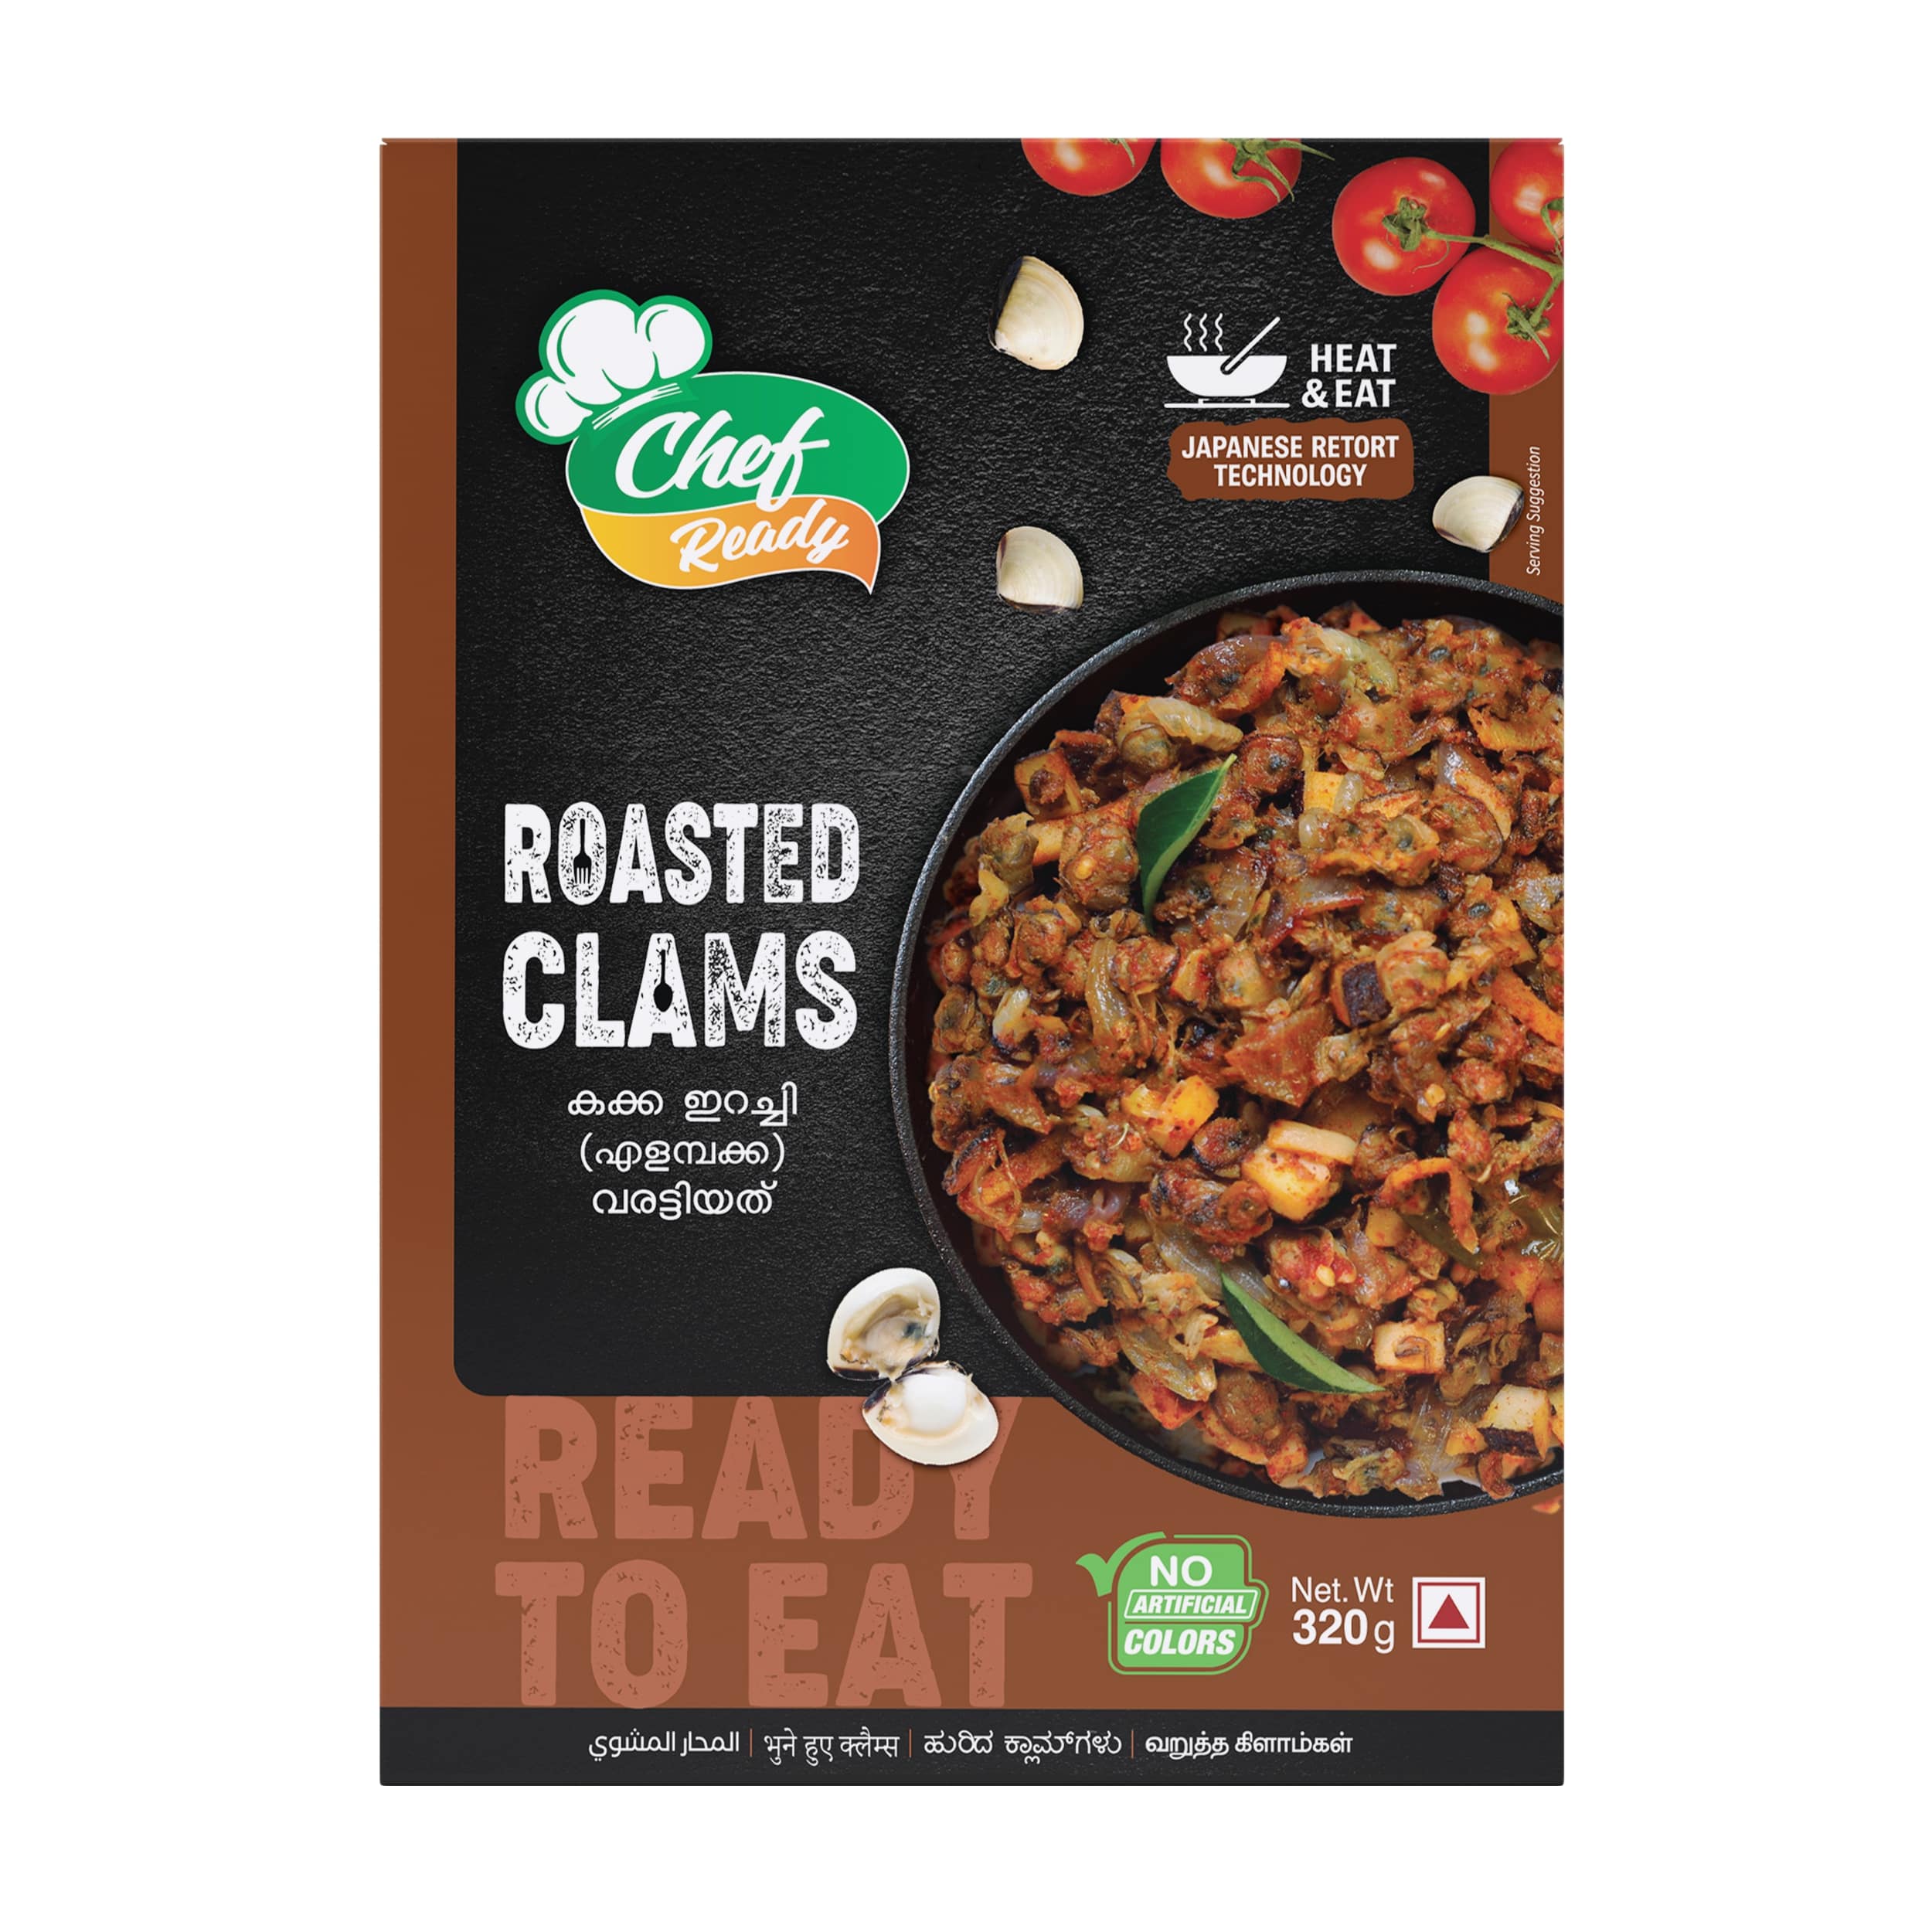 Chef
Ready
HEAT
& EAT
JAPANESE RETORT
TECHNOLOGY
Serving Suggestion
ROASTED
CLAMS
കക്ക ഇറച്ചി
(എളമ്പക്ക)
വരട്ടിയത്
READY
TO EAT
NO
ARTIFICIAL
COLORS
Net. Wt
320g
المحار المشوي | भुने हुए क्लैम्स | ಹುರಿದ ಕ್ಲಾಮ್‌ಗಳು | வறுத்த கிளாம்கள்